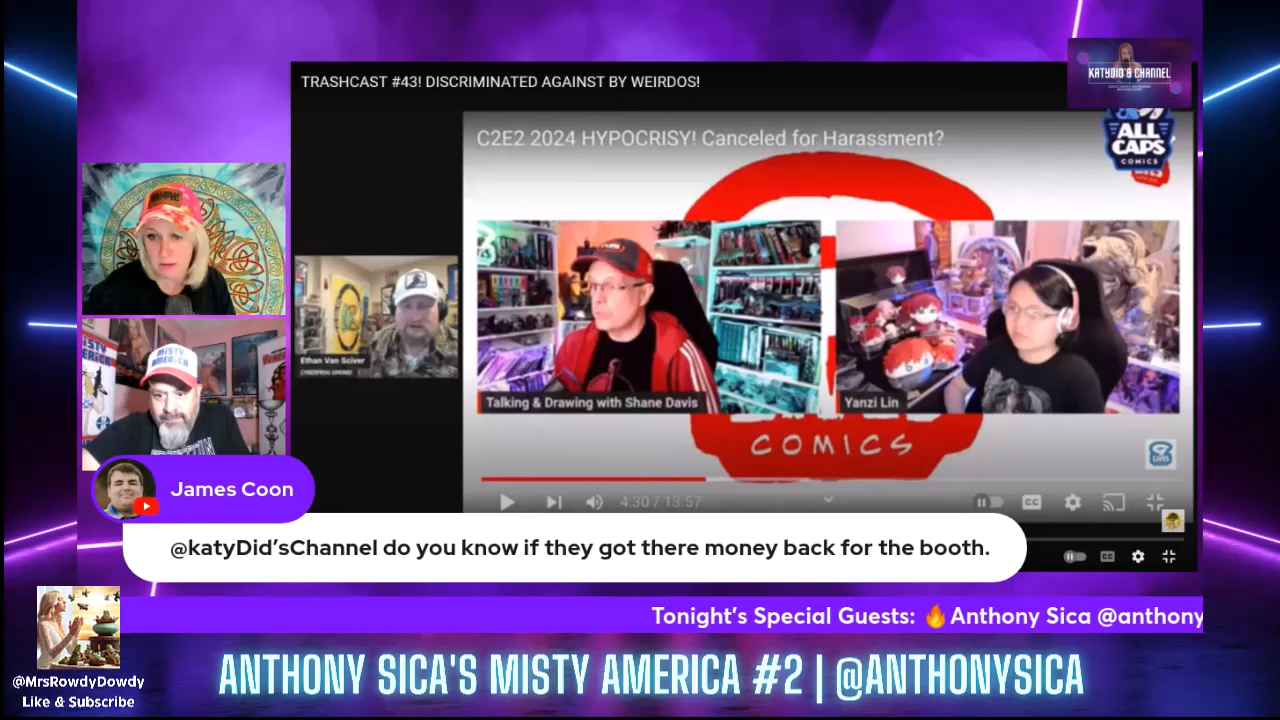 TRASHCAST #43! DISCRIMINATED AGAINST BY WEIRDOS!
KATYDID'S CHANNEL
C2E2 2024 HYPOCRISY! Canceled for Harassment?
ALL
CAPS
COMICS
Ethan Van Sciver
Talking & Drawing with Shane Davis
Yanzi Lin
COMICS
4:30 / 13:57
CC
MISTY
AMERICA
James Coon
@katyDid'sChannel do you know if they got there money back for the booth.
Tonight's Special Guests: 🔥Anthony Sica @anthony
@MrsRowdyDowdy
Like & Subscribe
ANTHONY SICA'S MISTY AMERICA #2 | @ANTHONYSICA